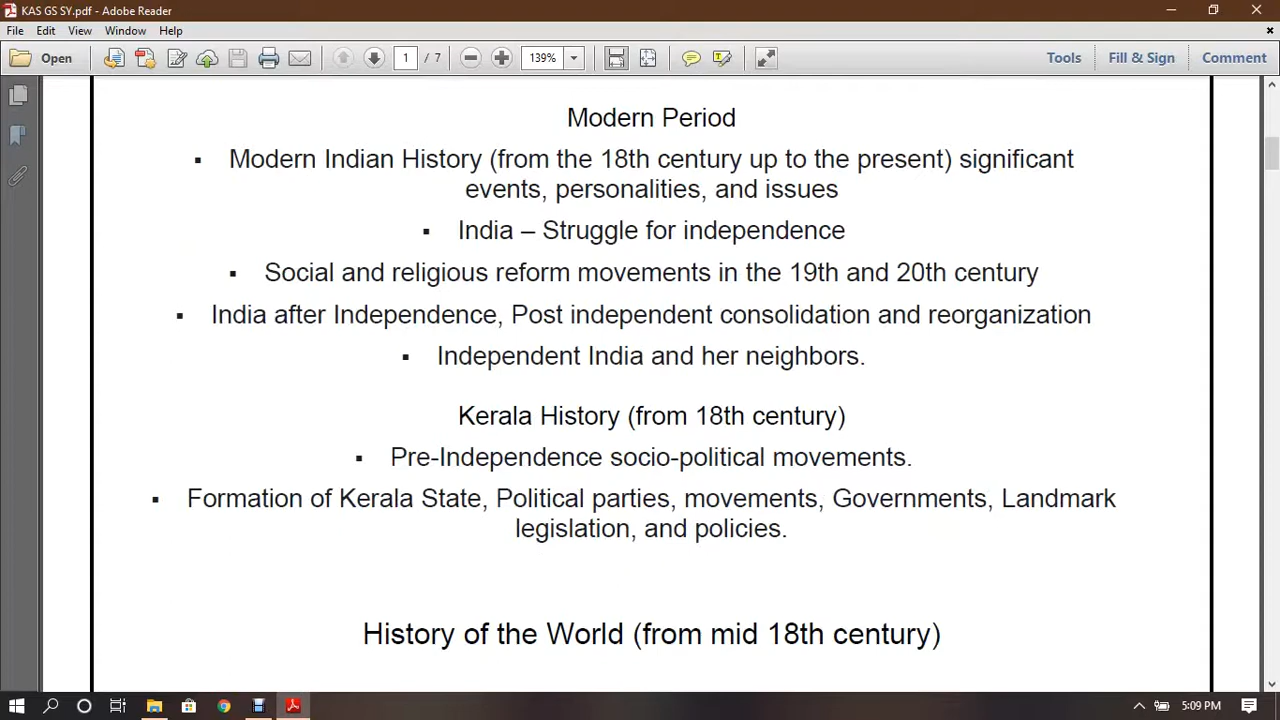 KAS GS SY.pdf - Adobe Reader
File Edit View Window Help
Open 1 / 7 139% Tools Fill & Sign Comment
Modern Period
▪ Modern Indian History (from the 18th century up to the present) significant
events, personalities, and issues
▪ India – Struggle for independence
▪ Social and religious reform movements in the 19th and 20th century
▪ India after Independence, Post independent consolidation and reorganization
▪ Independent India and her neighbors.
Kerala History (from 18th century)
▪ Pre-Independence socio-political movements.
▪ Formation of Kerala State, Political parties, movements, Governments, Landmark
legislation, and policies.
History of the World (from mid 18th century)
5:09 PM